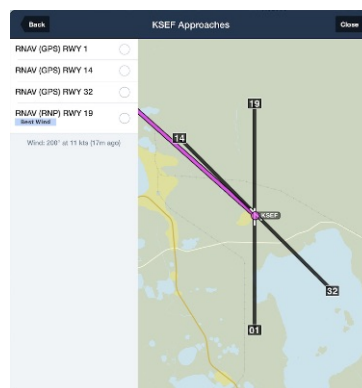 Back
KSEF Approaches
Close
RNAV (GPS) RWY 1
RNAV (GPS) RWY 14
RNAV (GPS) RWY 32
RNAV (RNP) RWY 19
Best Wind
Wind: 200° at 11 kts (17m ago)
19
14
KSEF
32
01